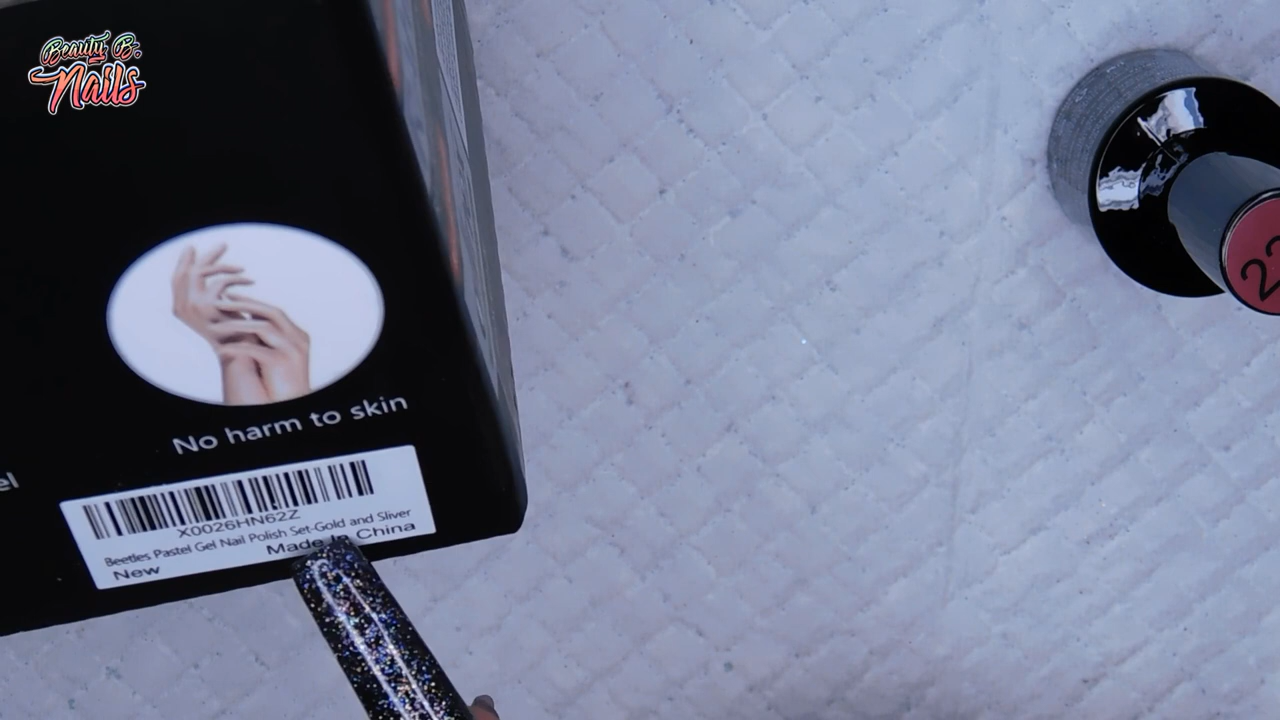 Beauty B.
Nails
No harm to skin
el
X0026HN62Z
Beetles Pastel Gel Nail Polish Set-Gold and Sliver
New
Made In China
22